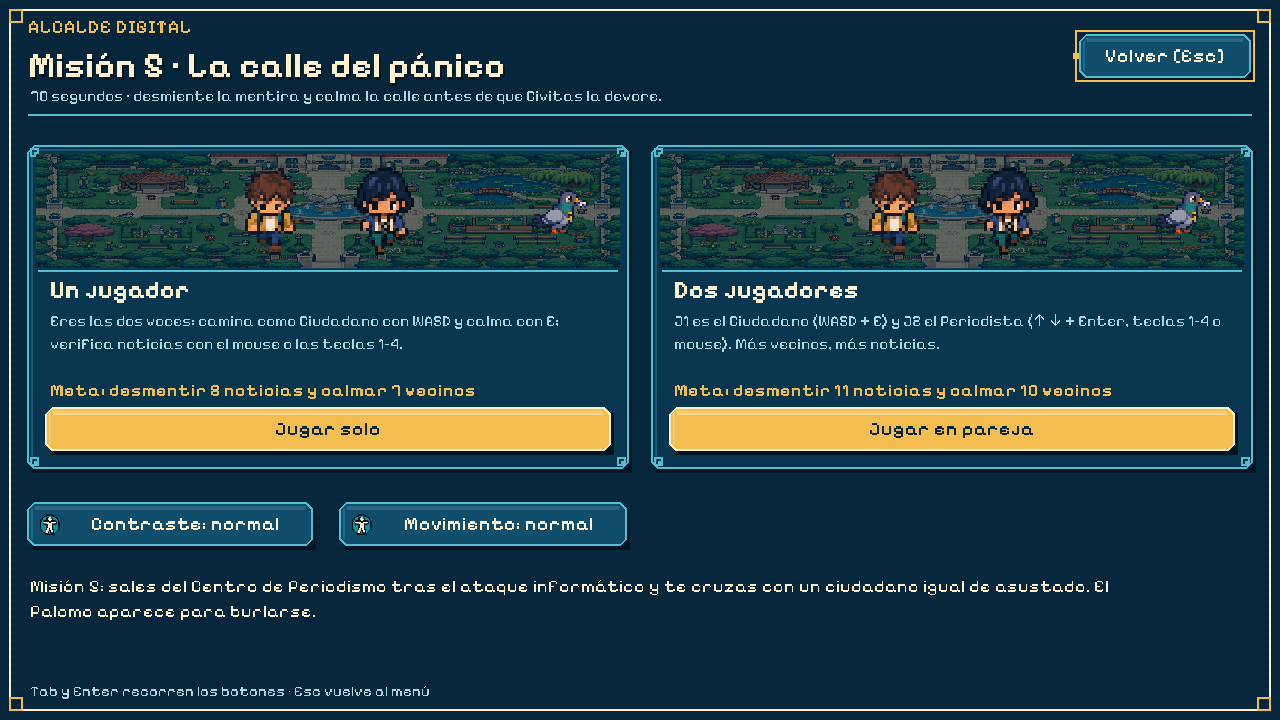 ALCALDE DIGITAL
Misión 2 · La calle del pánico
Volver (Esc)
70 segundos · desmiente la mentira y calma la calle antes de que Civitas la devore.
Un jugador
Eres las dos voces: camina como Ciudadano con WASD y calma con E;
verifica noticias con el mouse o las teclas 1-4.
Meta: desmentir 8 noticias y calmar 7 vecinos
Jugar solo
Dos jugadores
J1 es el Ciudadano (WASD + E) y J2 el Periodista (↑ ↓ + Enter, teclas 1-4 o
mouse). Más vecinos, más noticias.
Meta: desmentir 11 noticias y calmar 10 vecinos
Jugar en pareja
Contraste: normal
Movimiento: normal
Misión 2: sales del Centro de Periodismo tras el ataque informático y te cruzas con un ciudadano igual de asustado. El
Palomo aparece para burlarse.
Tab y Enter recorren los botones · Esc vuelve al menú